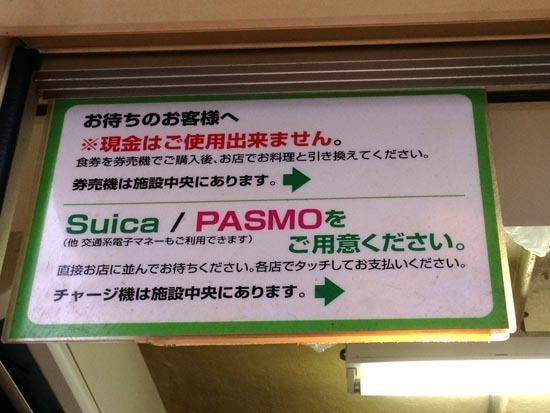 お待ちのお客様へ
※現金はご使用出来ません。
食券を券売機でご購入後、お店でお料理と引き換えてください。
券売機は施設中央にあります。
Suica / PASMOを
(他 交通系電子マネーもご利用できます)
ご用意ください。
直接お店に並んでお待ちください。各店でタッチしてお支払いください。
チャージ機は施設中央にあります。